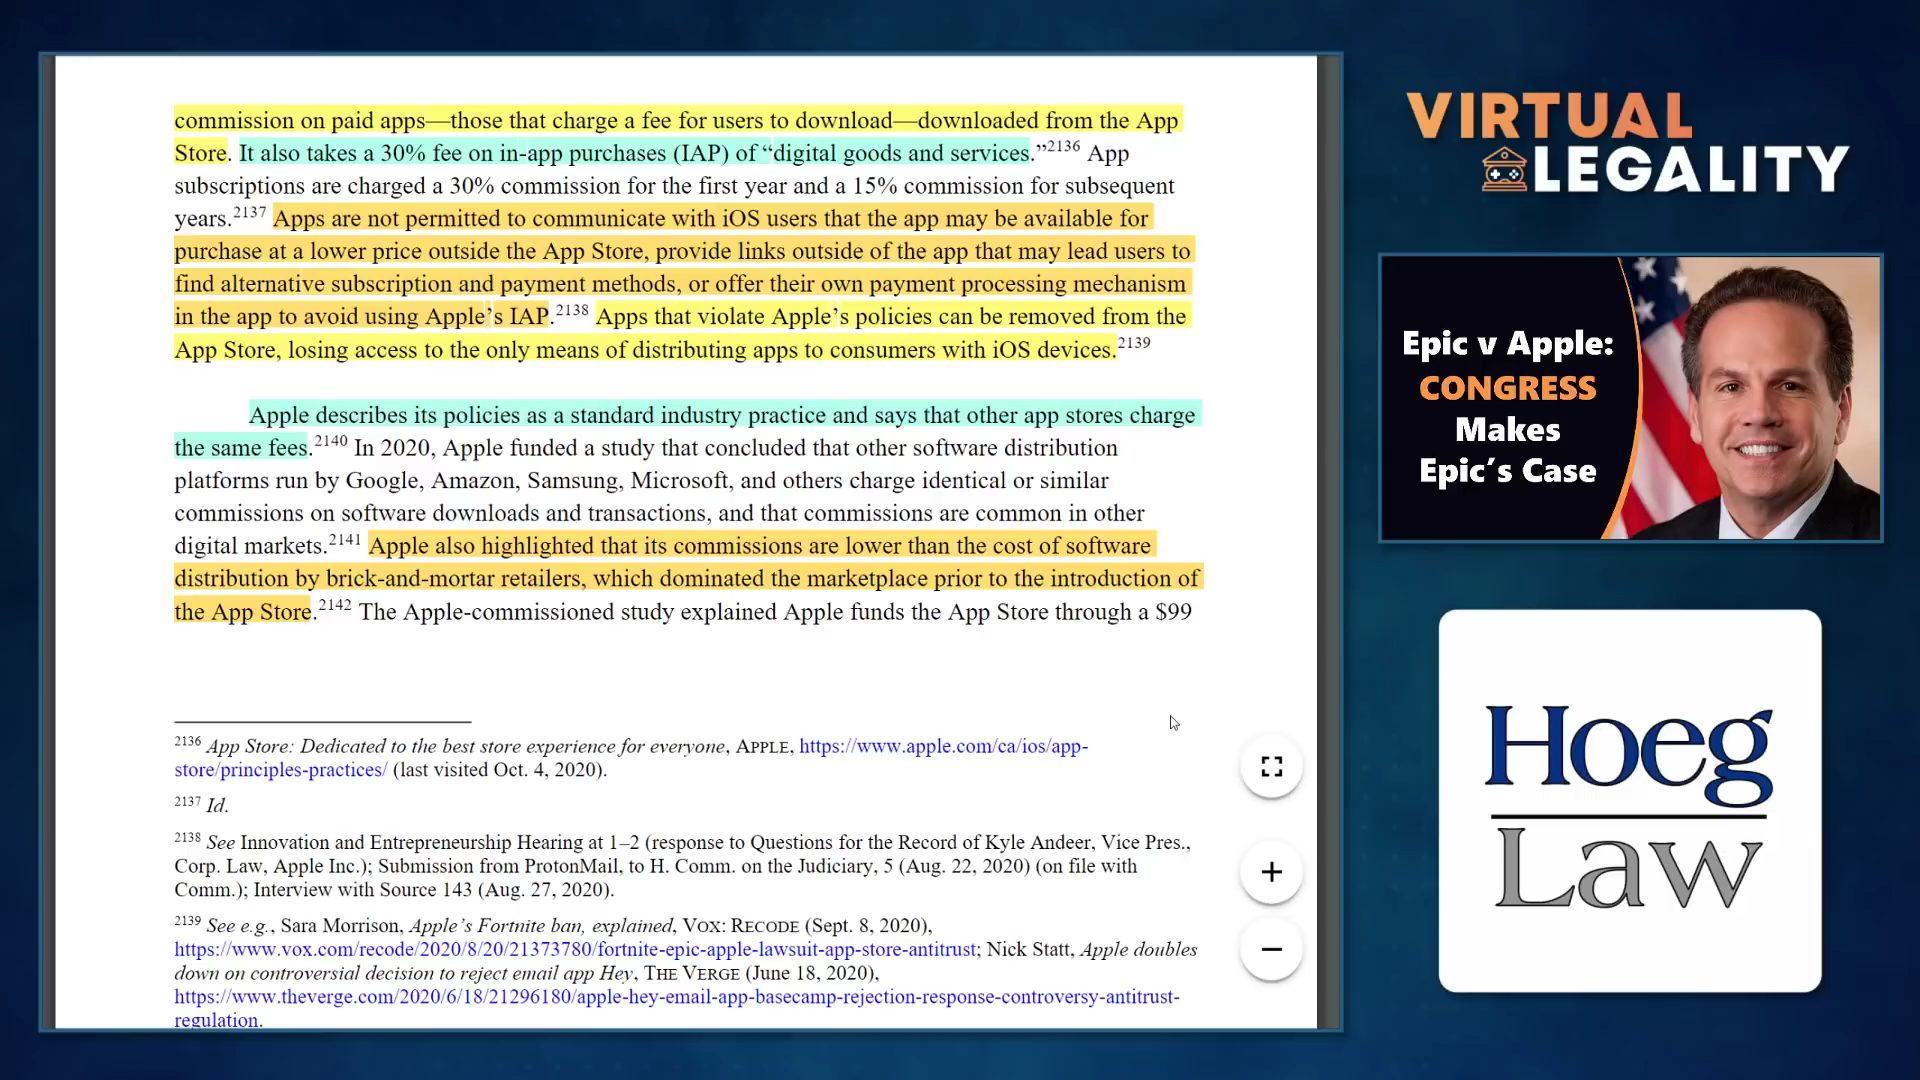 commission on paid apps—those that charge a fee for users to download—downloaded from the App
Store. It also takes a 30% fee on in-app purchases (IAP) of “digital goods and services.”2136 App
subscriptions are charged a 30% commission for the first year and a 15% commission for subsequent
years.2137 Apps are not permitted to communicate with iOS users that the app may be available for
purchase at a lower price outside the App Store, provide links outside of the app that may lead users to
find alternative subscription and payment methods, or offer their own payment processing mechanism
in the app to avoid using Apple’s IAP.2138 Apps that violate Apple’s policies can be removed from the
App Store, losing access to the only means of distributing apps to consumers with iOS devices.2139
Apple describes its policies as a standard industry practice and says that other app stores charge
the same fees.2140 In 2020, Apple funded a study that concluded that other software distribution
platforms run by Google, Amazon, Samsung, Microsoft, and others charge identical or similar
commissions on software downloads and transactions, and that commissions are common in other
digital markets.2141 Apple also highlighted that its commissions are lower than the cost of software
distribution by brick-and-mortar retailers, which dominated the marketplace prior to the introduction of
the App Store.2142 The Apple-commissioned study explained Apple funds the App Store through a $99
2136 App Store: Dedicated to the best store experience for everyone, APPLE, https://www.apple.com/ca/ios/app-
store/principles-practices/ (last visited Oct. 4, 2020).
2137 Id.
2138 See Innovation and Entrepreneurship Hearing at 1–2 (response to Questions for the Record of Kyle Andeer, Vice Pres.,
Corp. Law, Apple Inc.); Submission from ProtonMail, to H. Comm. on the Judiciary, 5 (Aug. 22, 2020) (on file with
Comm.); Interview with Source 143 (Aug. 27, 2020).
2139 See e.g., Sara Morrison, Apple’s Fortnite ban, explained, VOX: RECODE (Sept. 8, 2020),
https://www.vox.com/recode/2020/8/20/21373780/fortnite-epic-apple-lawsuit-app-store-antitrust; Nick Statt, Apple doubles
down on controversial decision to reject email app Hey, THE VERGE (June 18, 2020),
https://www.theverge.com/2020/6/18/21296180/apple-hey-email-app-basecamp-rejection-response-controversy-antitrust-
regulation.
VIRTUAL
LEGALITY
Epic v Apple:
CONGRESS
Makes
Epic’s Case
Hoeg
Law